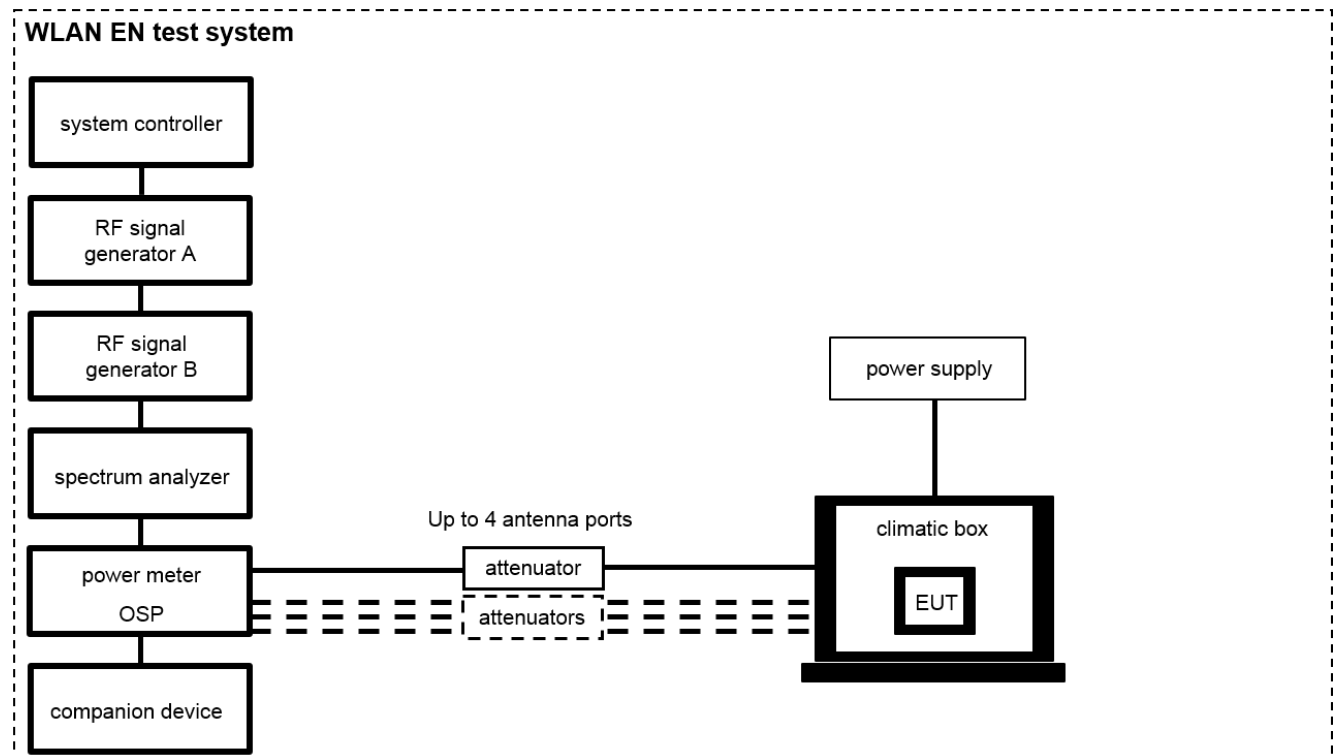 WLAN EN test system
system controller
RF signal
generator A
RF signal
generator B
power supply
spectrum analyzer
Up to 4 antenna ports
climatic box
power meter
attenuator
OSP
attenuators
EUT
companion device